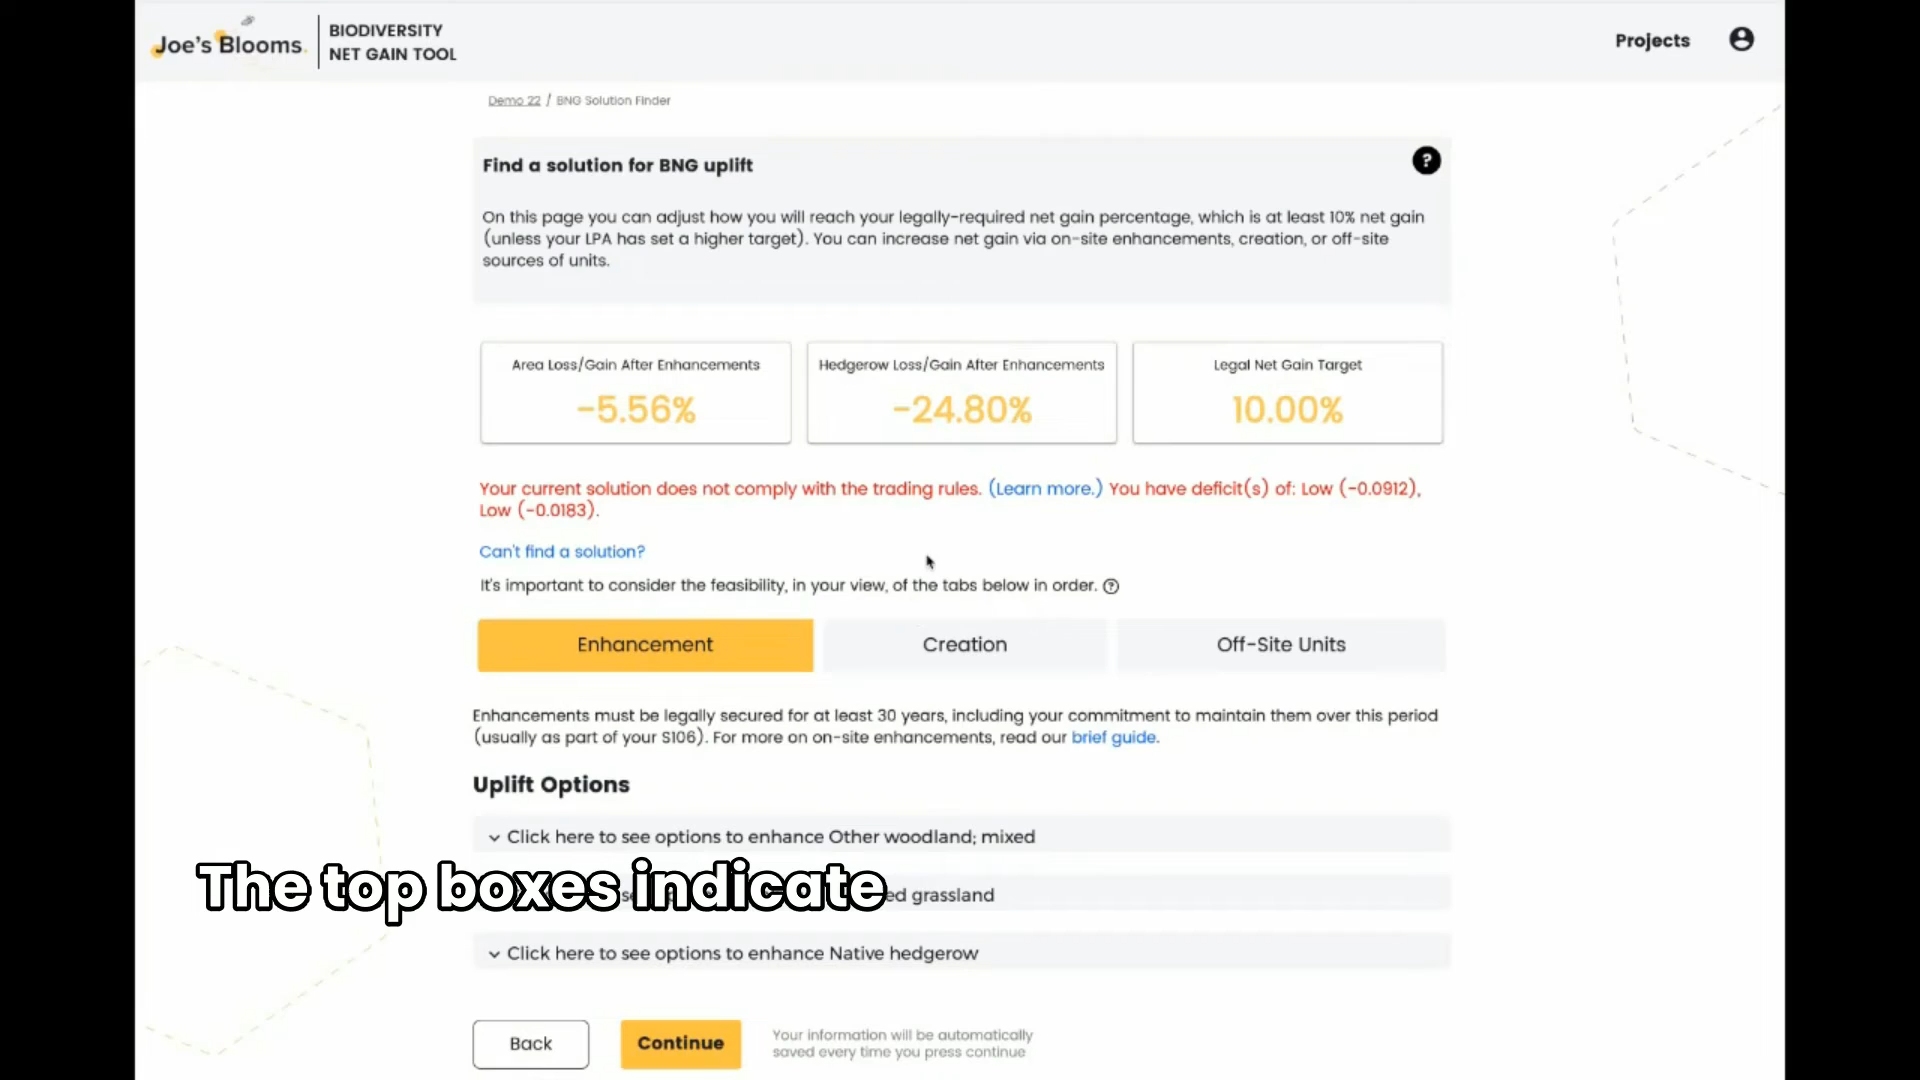 Joe's Blooms.
BIODIVERSITY
NET GAIN TOOL
Projects
Demo 22 / BNG Solution Finder
Find a solution for BNG uplift
?
On this page you can adjust how you will reach your legally-required net gain percentage, which is at least 10% net gain
(unless your LPA has set a higher target). You can increase net gain via on-site enhancements, creation, or off-site
sources of units.
Area Loss/Gain After Enhancements
-5.56%
Hedgerow Loss/Gain After Enhancements
-24.80%
Legal Net Gain Target
10.00%
Your current solution does not comply with the trading rules. (Learn more.) You have deficit(s) of: Low (-0.0912),
Low (-0.0183).
Can't find a solution?
It's important to consider the feasibility, in your view, of the tabs below in order. ?
Enhancement
Creation
Off-Site Units
Enhancements must be legally secured for at least 30 years, including your commitment to maintain them over this period
(usually as part of your S106). For more on on-site enhancements, read our brief guide.
Uplift Options
Click here to see options to enhance Other woodland; mixed
The top boxes indicate
grassland
Click here to see options to enhance Native hedgerow
Back
Continue
Your information will be automatically
saved every time you press continue